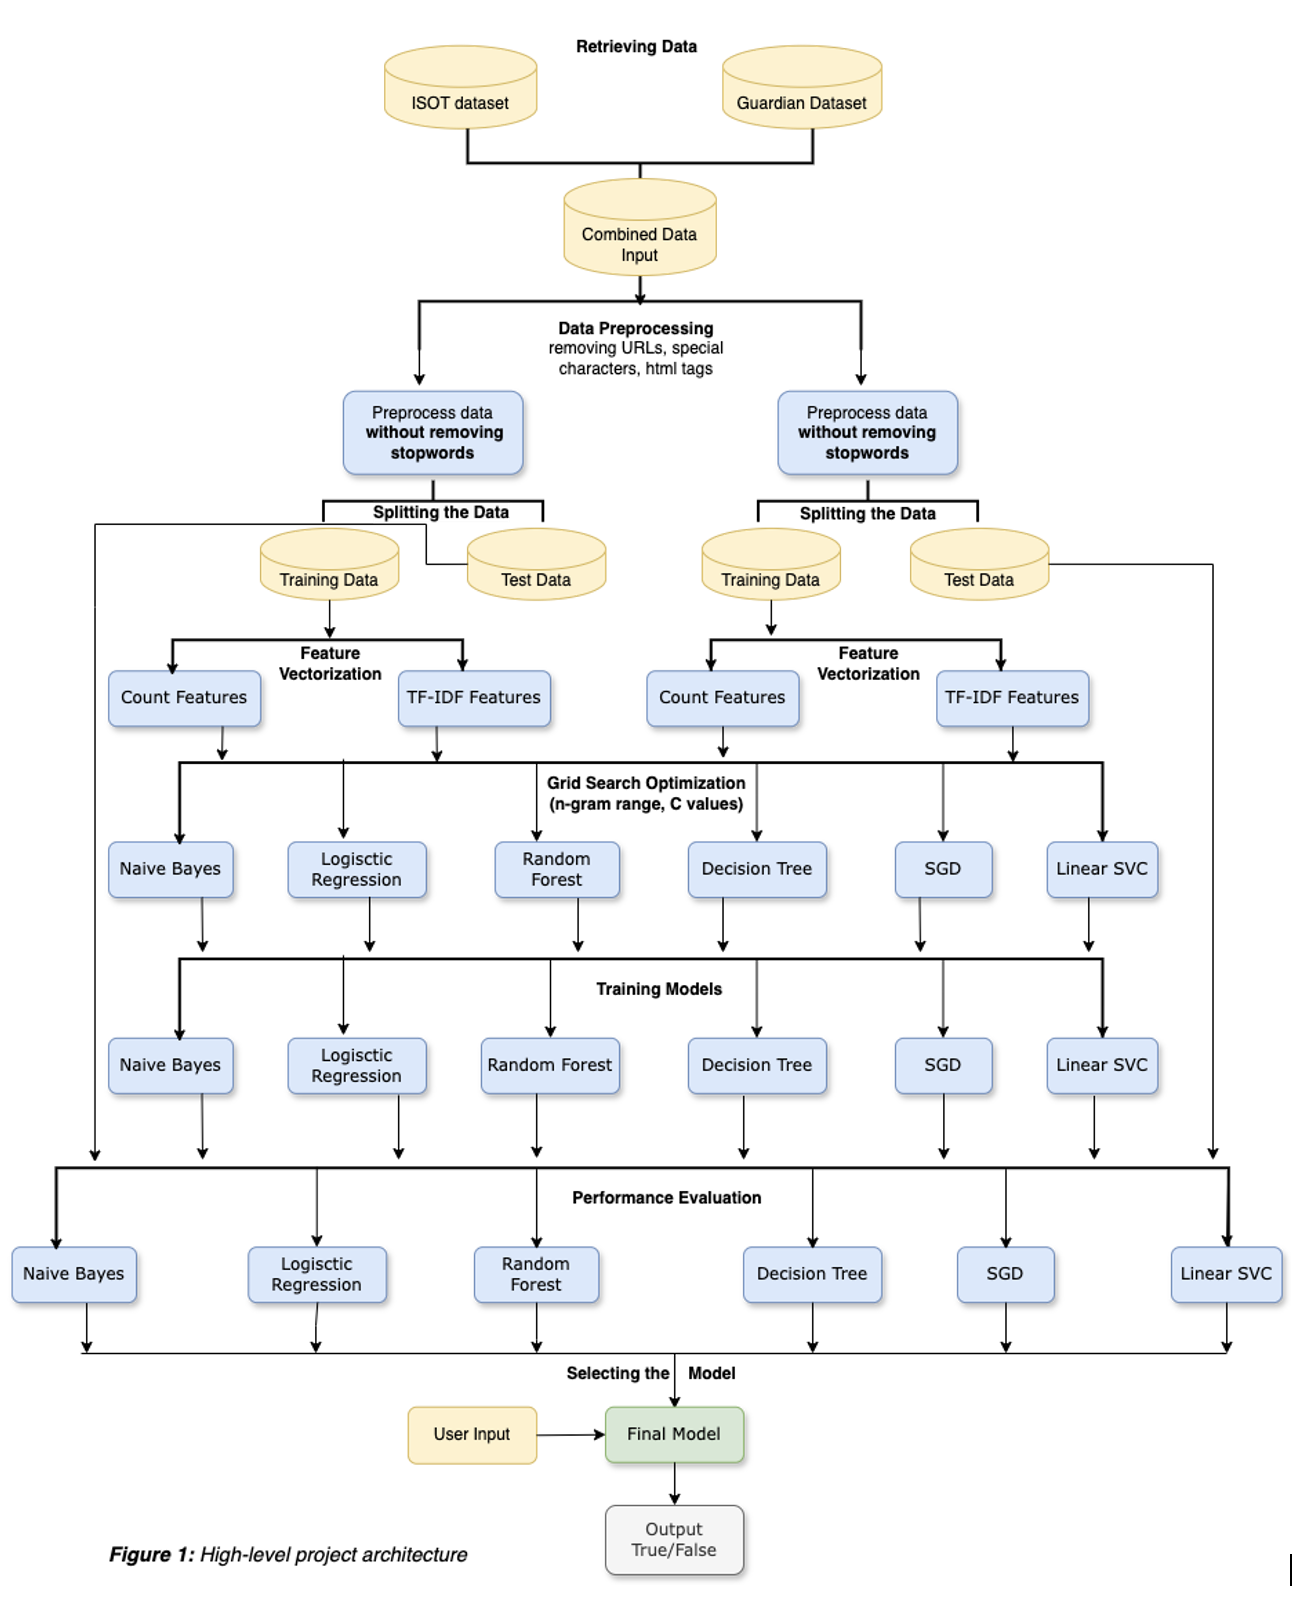 Retrieving Data
ISOT dataset
Guardian Dataset
Combined Data
Input
Data Preprocessing
removing URLs, special
characters, html tags
Preprocess data
without removing
stopwords
Preprocess data
without removing
stopwords
Splitting the Data
Splitting the Data
Training Data
Test Data
Training Data
Test Data
Feature
Vectorization
Feature
Vectorization
Count Features
TF-IDF Features
Count Features
TF-IDF Features
Grid Search Optimization
(n-gram range, C values)
Naive Bayes
Logisctic
Regression
Random
Forest
Decision Tree
SGD
Linear SVC
Training Models
Naive Bayes
Logisctic
Regression
Random Forest
Decision Tree
SGD
Linear SVC
Performance Evaluation
Naive Bayes
Logisctic
Regression
Random
Forest
Decision Tree
SGD
Linear SVC
Selecting the Model
User Input
Final Model
Output
True/False
Figure 1: High-level project architecture